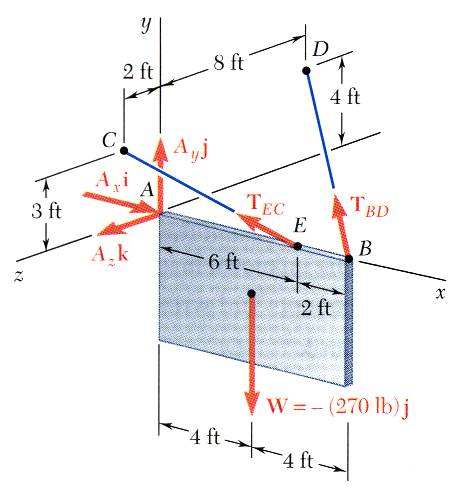 y
D
8 ft
2 ft
4 ft
C
A_y j
A_x i
A
T_EC
T_BD
3 ft
E
B
A_z k
6 ft
z
x
2 ft
W = – (270 lb)j
4 ft
4 ft